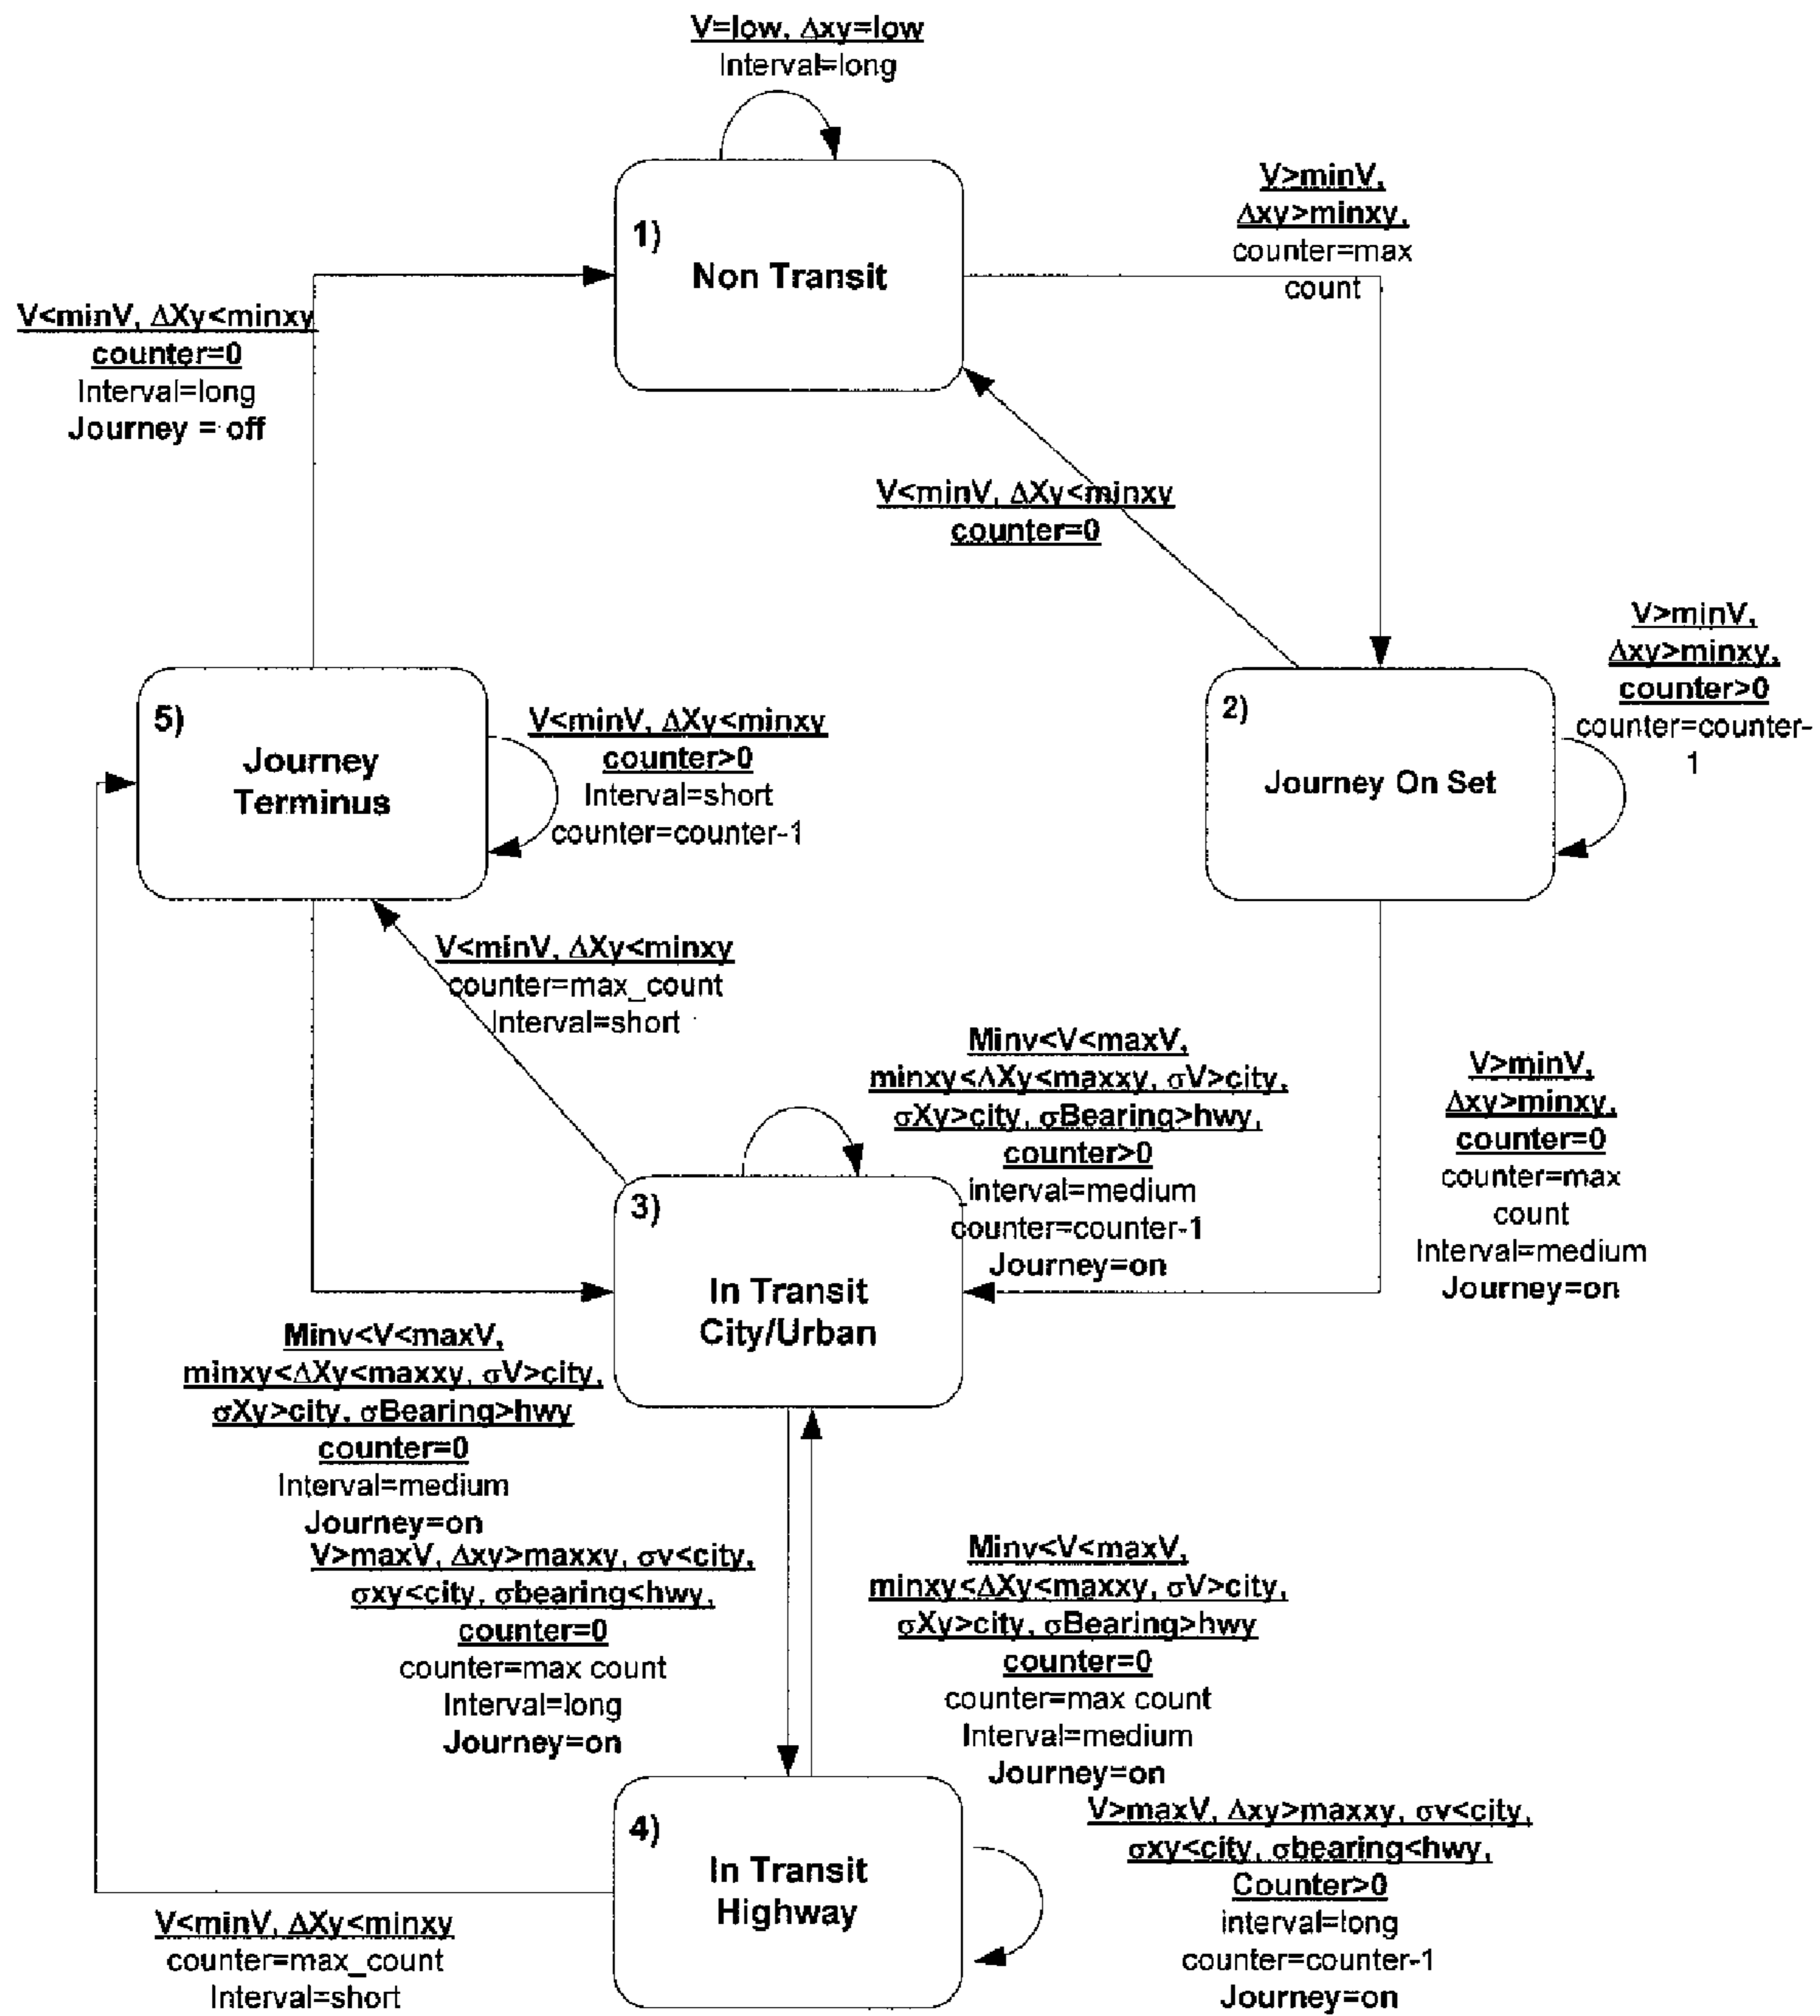 V=low, Δxy=low
Interval=long
1)
Non Transit
V>minV,
Δxy>minxy,
counter=max
count
V<minV, ΔXy<minxy
counter=0
Interval=long
Journey = off
V<minV, ΔXy<minxy
counter=0
5)
Journey
Terminus
V<minV, ΔXy<minxy
counter>0
Interval=short
counter=counter-1
2)
Journey On Set
V>minV,
Δxy>minxy,
counter>0
counter=counter-
1
V<minV, ΔXy<minxy
counter=max_count
Interval=short
Minv<V<maxV,
minxy<ΔXy<maxxy, σV>city,
σXy>city, σBearing>hwy,
counter>0
interval=medium
counter=counter-1
Journey=on
V>minV,
Δxy>minxy,
counter=0
counter=max
count
Interval=medium
Journey=on
3)
In Transit
City/Urban
Minv<V<maxV,
minxy<ΔXy<maxxy, σV>city,
σXy>city, σBearing>hwy
counter=0
Interval=medium
Journey=on
V>maxV, Δxy>maxxy, σv<city,
σxy<city, σbearing<hwy,
counter=0
counter=max count
Interval=long
Journey=on
Minv<V<maxV,
minxy<ΔXy<maxxy, σV>city,
σXy>city, σBearing>hwy
counter=0
counter=max count
Interval=medium
Journey=on
4)
In Transit
Highway
V>maxV, Δxy>maxxy, σv<city,
σxy<city, σbearing<hwy,
Counter>0
interval=long
counter=counter-1
Journey=on
V<minV, ΔXy<minxy
counter=max_count
Interval=short